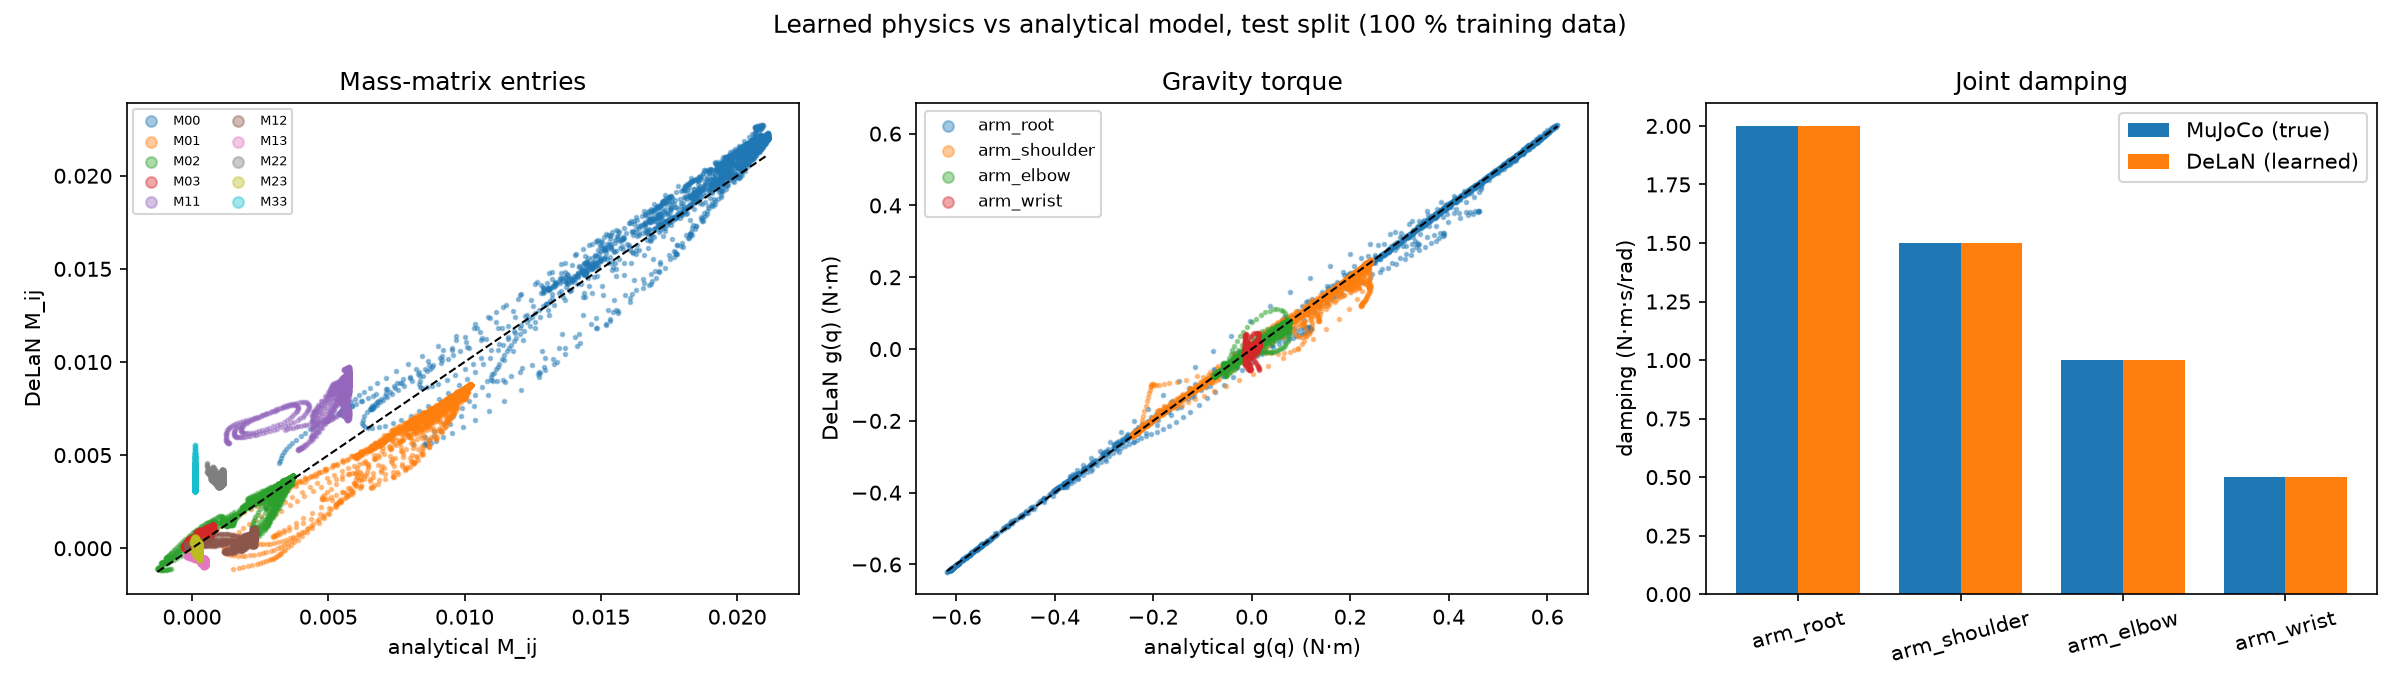 Learned physics vs analytical model, test split (100 % training data)
Mass-matrix entries
M00
M01
M02
M03
M11
M12
M13
M22
M23
M33
DeLaN M_ij
0.020
0.015
0.010
0.005
0.000
0.000
0.005
0.010
0.015
0.020
analytical M_ij
Gravity torque
arm_root
arm_shoulder
arm_elbow
arm_wrist
DeLaN g(q) (N·m)
0.6
0.4
0.2
0.0
−0.2
−0.4
−0.6
−0.6
−0.4
−0.2
0.0
0.2
0.4
0.6
analytical g(q) (N·m)
Joint damping
MuJoCo (true)
DeLaN (learned)
damping (N·m·s/rad)
2.00
1.75
1.50
1.25
1.00
0.75
0.50
0.25
0.00
arm_root
arm_shoulder
arm_elbow
arm_wrist